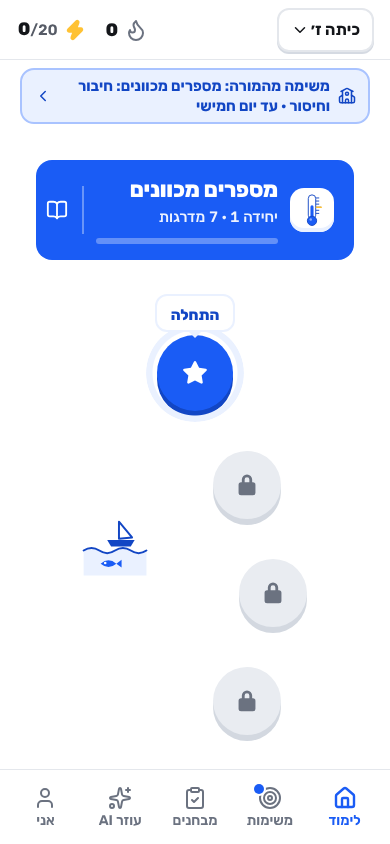 כיתה ז׳
0
0/20
משימה מהמורה: מספרים מכוונים: חיבור
וחיסור • עד יום חמישי
מספרים מכוונים
יחידה 1 • 7 מדרגות
התחלה
לימוד
משימות
מבחנים
עוזר AI
אני